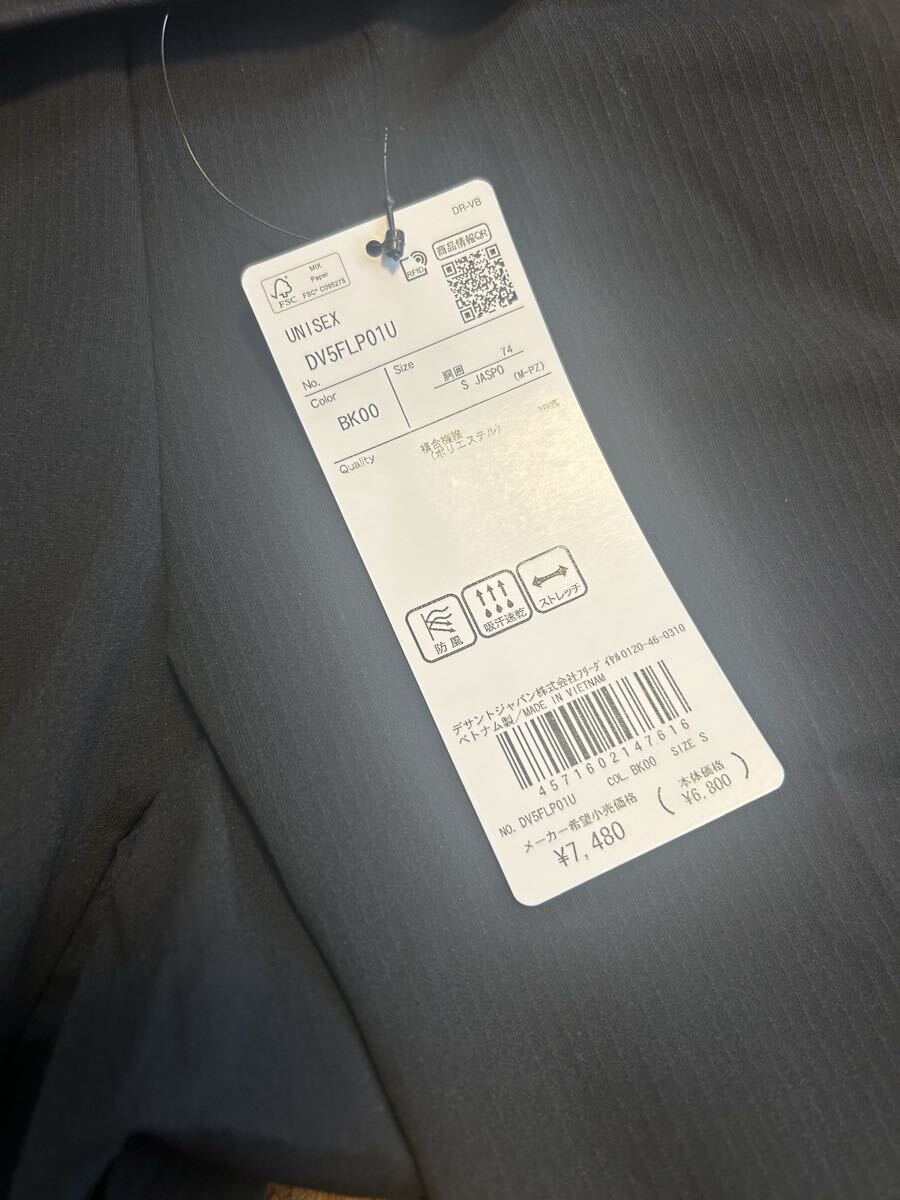 DR-VB
MIX
Paper
FSC® C095275
FSC
RFID
商品情報QR
UNISEX
No. DV5FLP01U
Color
BK00
Size
胴囲 74
S JASPO
(M-PZ)
Quality
複合繊維
(ポリエステル)
防風
吸汗速乾
ストレッチ
デサントジャパン株式会社フリーダイヤル0120-46-0310
ベトナム製/MADE IN VIETNAM
4571602147616
NO. DV5FLP01U COL. BK00 SIZE S
メーカー希望小売価格
¥7,480
(本体価格
¥6,800)